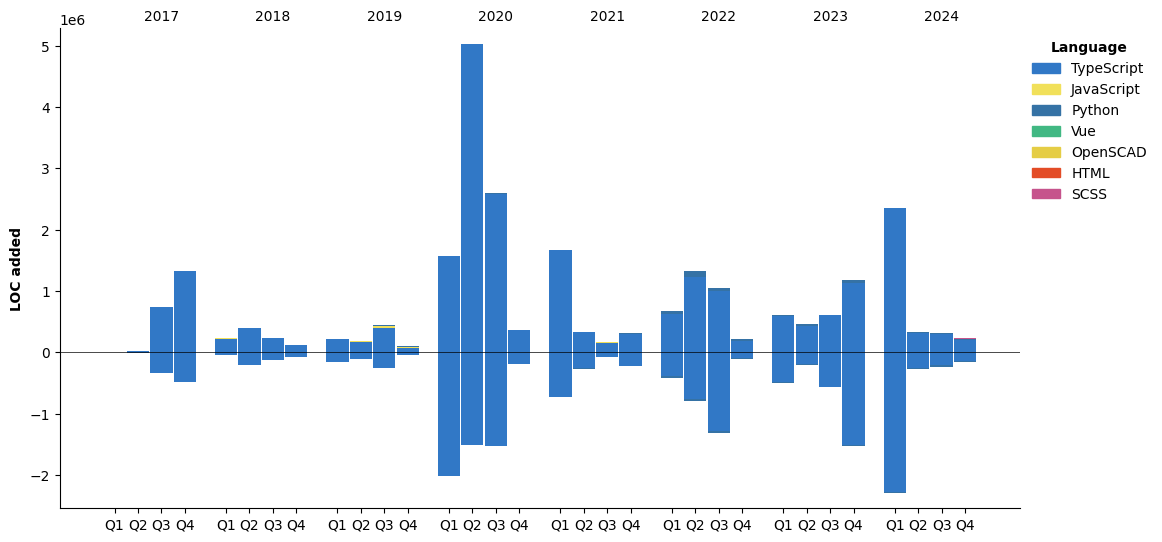 2017 2018 2019 2020 2021 2022 2023 2024
1e6
Language
TypeScript
JavaScript
Python
Vue
OpenSCAD
HTML
SCSS
LOC added
5
4
3
2
1
0
−1
−2
Q1 Q2 Q3 Q4 Q1 Q2 Q3 Q4 Q1 Q2 Q3 Q4 Q1 Q2 Q3 Q4 Q1 Q2 Q3 Q4 Q1 Q2 Q3 Q4 Q1 Q2 Q3 Q4 Q1 Q2 Q3 Q4